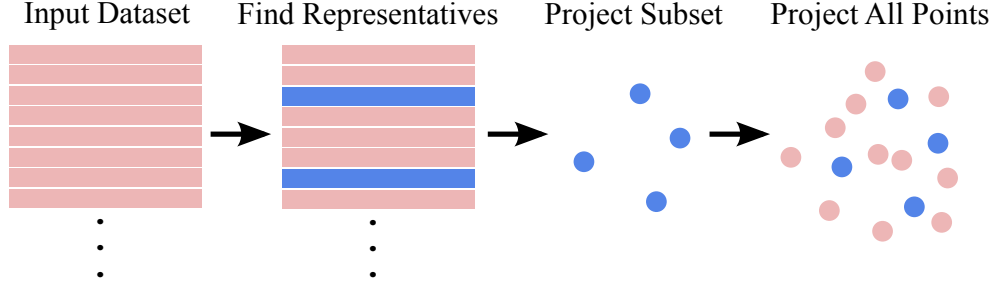 Input Dataset
Find Representatives
Project Subset
Project All Points